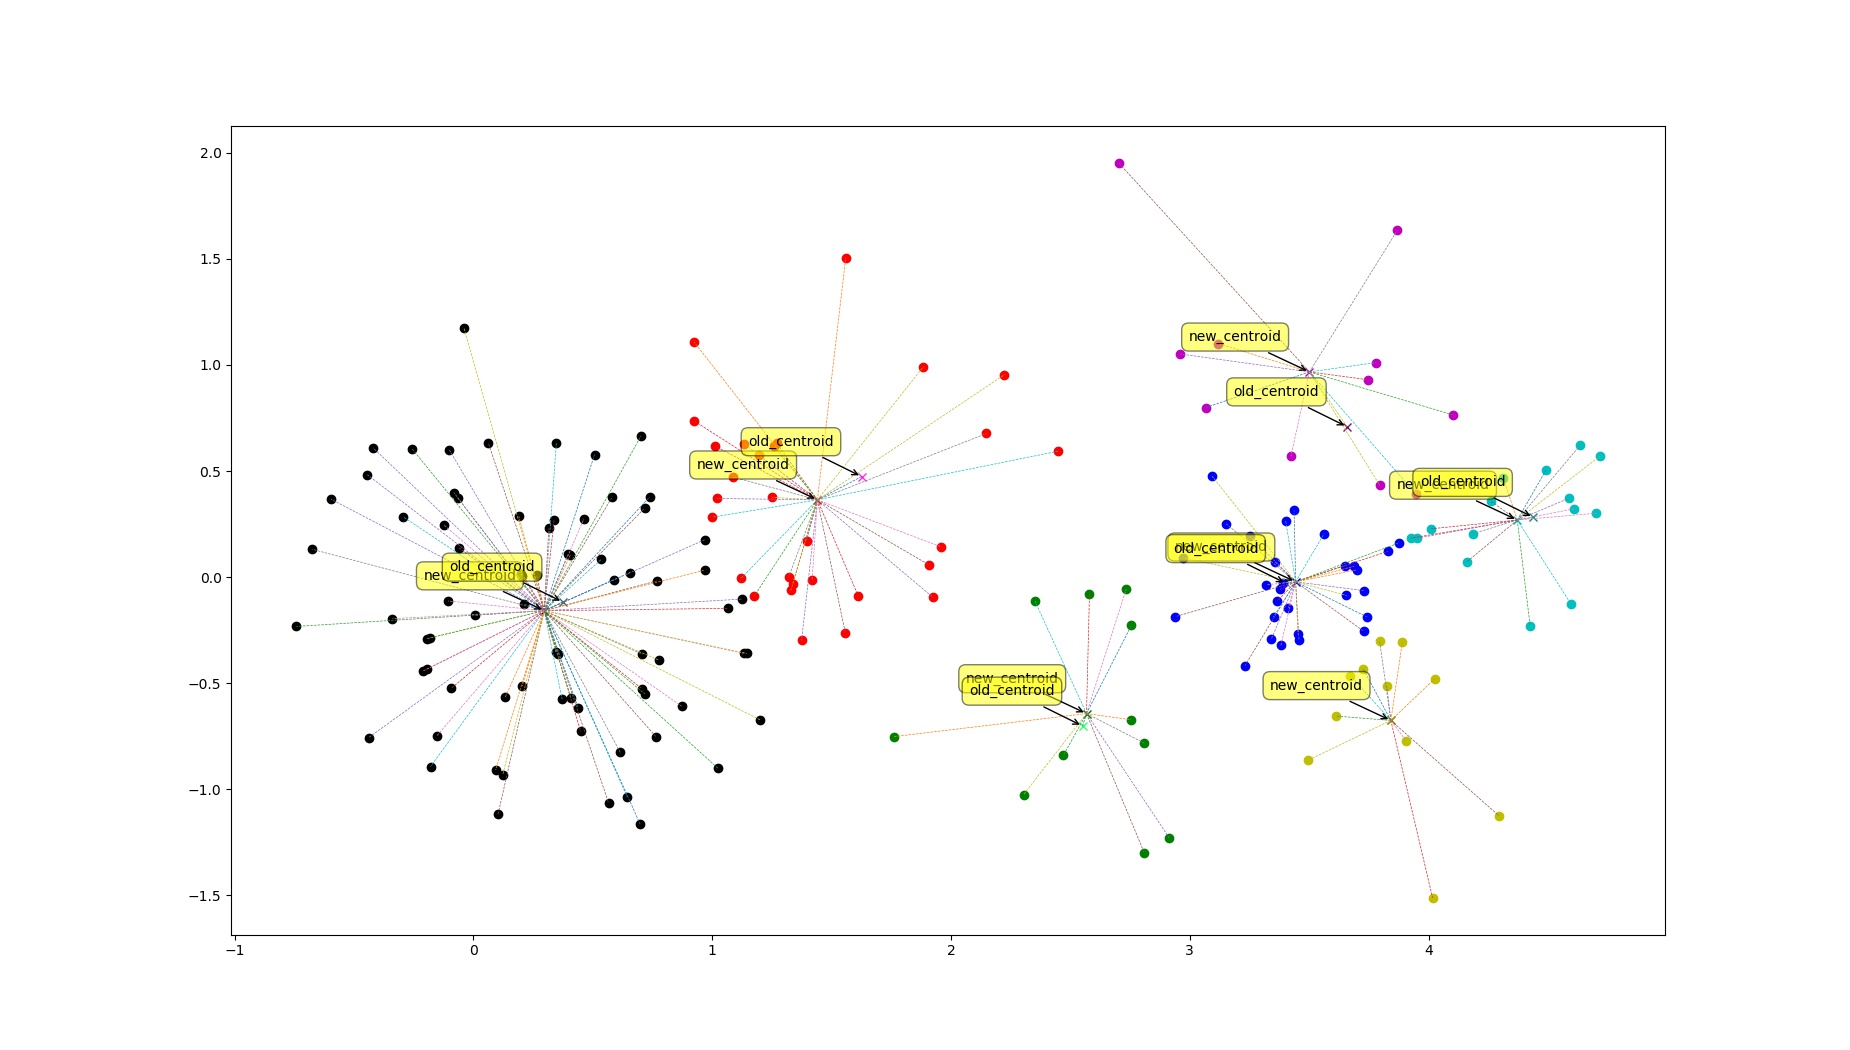 2.0
1.5
1.0
0.5
0.0
−0.5
−1.0
−1.5
−1
0
1
2
3
4
new_centroid
old_centroid
old_centroid
new_centroid
new_centroid
old_centroid
new_centroid
old_centroid
old_centroid
new_centroid
new_centroid
old_centroid
new_centroid